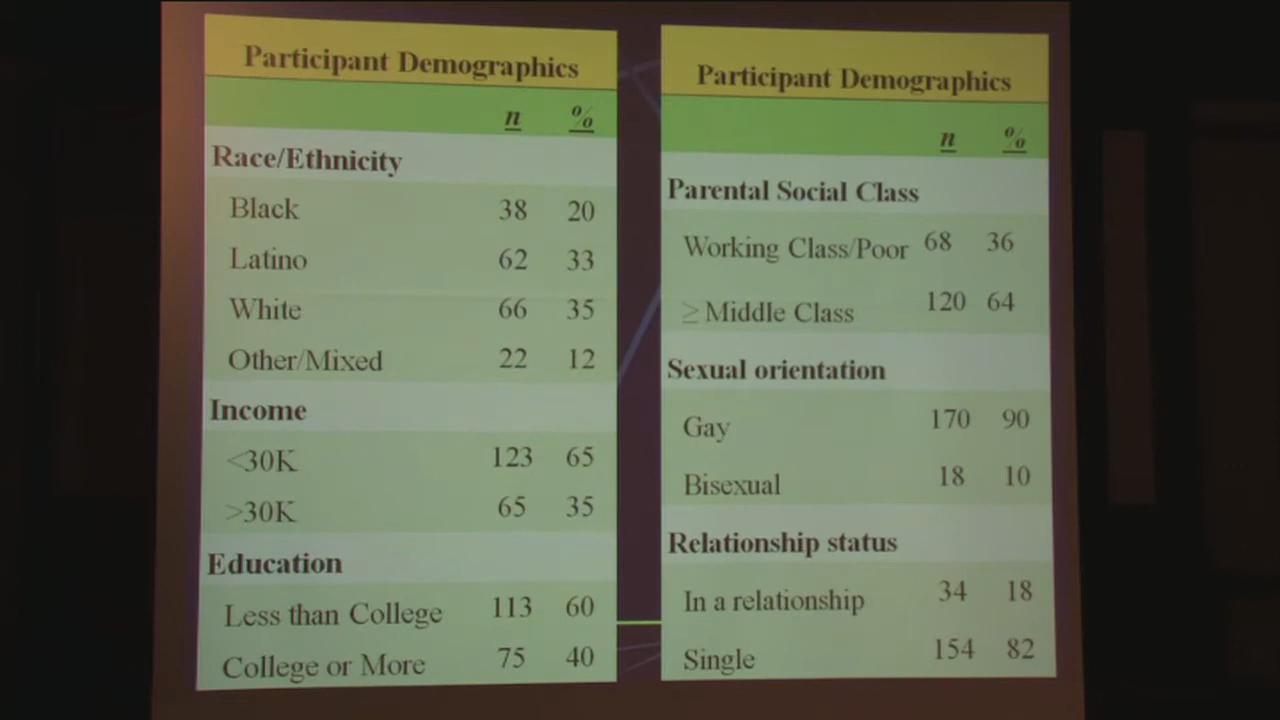 Participant Demographics
n %
Race/Ethnicity
Black 38 20
Latino 62 33
White 66 35
Other/Mixed 22 12
Income
<30K 123 65
>30K 65 35
Education
Less than College 113 60
College or More 75 40
Participant Demographics
n %
Parental Social Class
Working Class/Poor 68 36
≥ Middle Class 120 64
Sexual orientation
Gay 170 90
Bisexual 18 10
Relationship status
In a relationship 34 18
Single 154 82